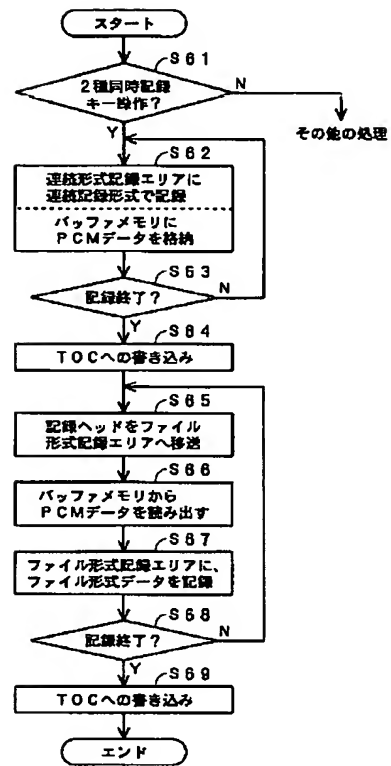 スタート
S61
2種同時記録
キー操作?
N
Y
その他の処理
S62
連続形式記録エリアに
連続記録形式で記録
バッファメモリに
PCMデータを格納
S63
記録終了?
N
Y
S64
TOCへの書き込み
S65
記録ヘッドをファイル
形式記録エリアへ移送
S66
バッファメモリから
PCMデータを読み出す
S67
ファイル形式記録エリアに、
ファイル形式データを記録
S68
記録終了?
N
Y
S69
TOCへの書き込み
エンド